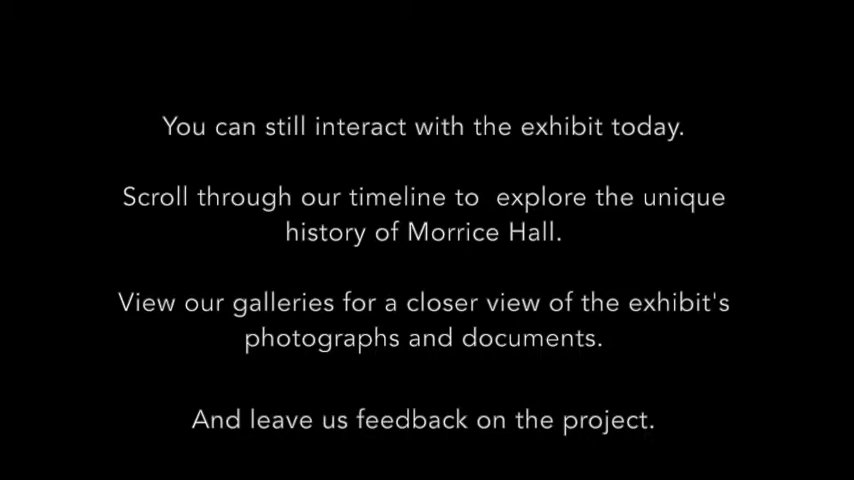 You can still interact with the exhibit today.
Scroll through our timeline to  explore the unique
history of Morrice Hall.
View our galleries for a closer view of the exhibit's
photographs and documents.
And leave us feedback on the project.